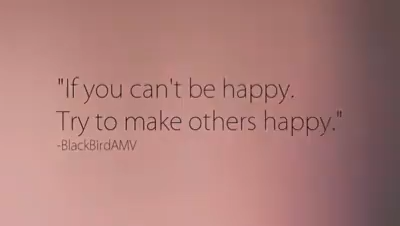 "If you can't be happy.
Try to make others happy."
-BlackBirdAMV